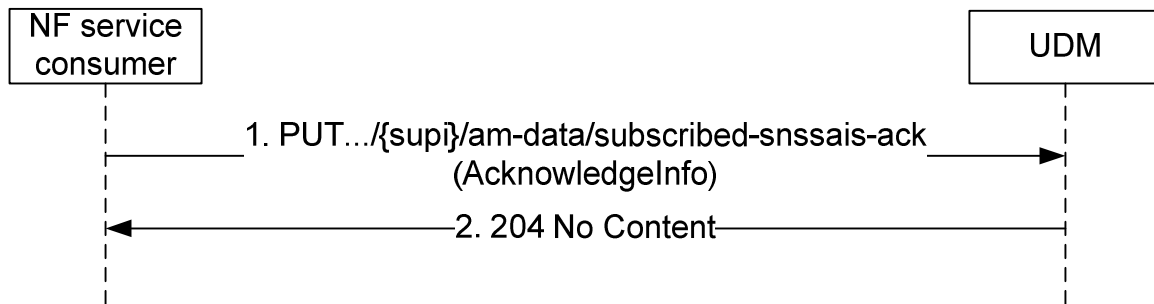 NF service
consumer
UDM
1. PUT.../{supi}/am-data/subscribed-snssais-ack
(AcknowledgeInfo)
2. 204 No Content